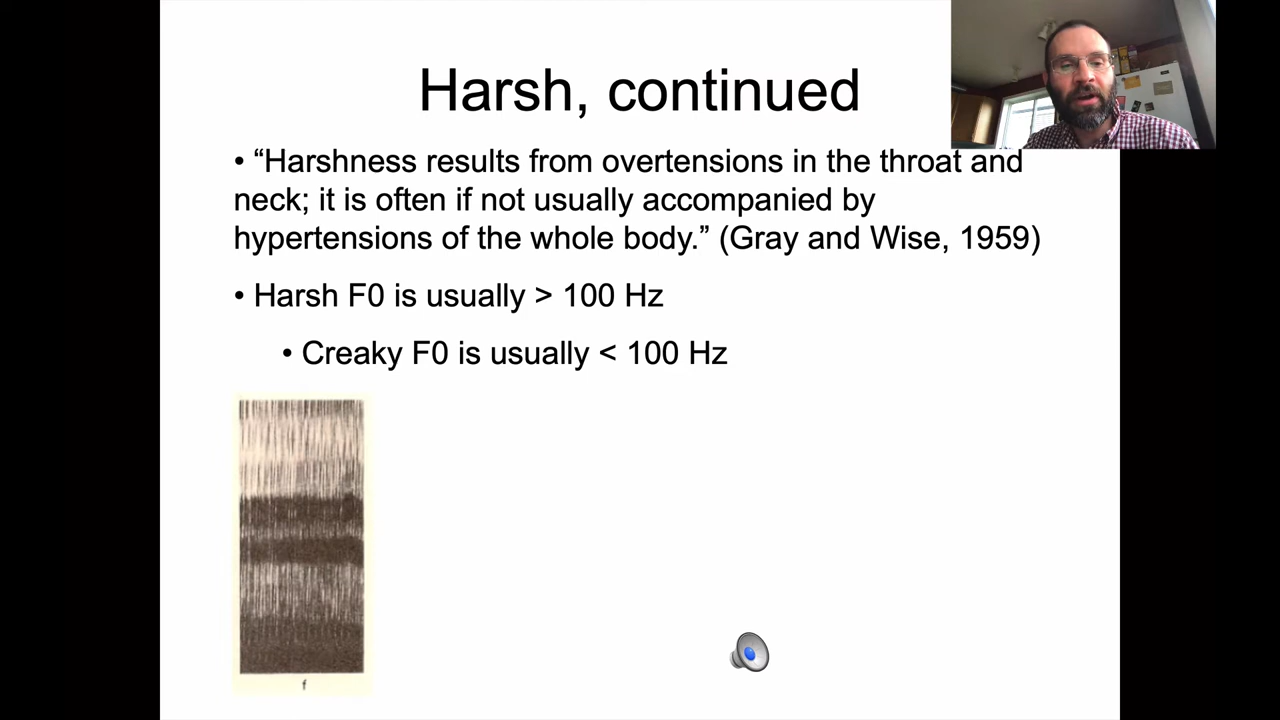 Harsh, continued
• “Harshness results from overtensions in the throat and
neck; it is often if not usually accompanied by
hypertensions of the whole body.” (Gray and Wise, 1959)
• Harsh F0 is usually > 100 Hz
• Creaky F0 is usually < 100 Hz
f